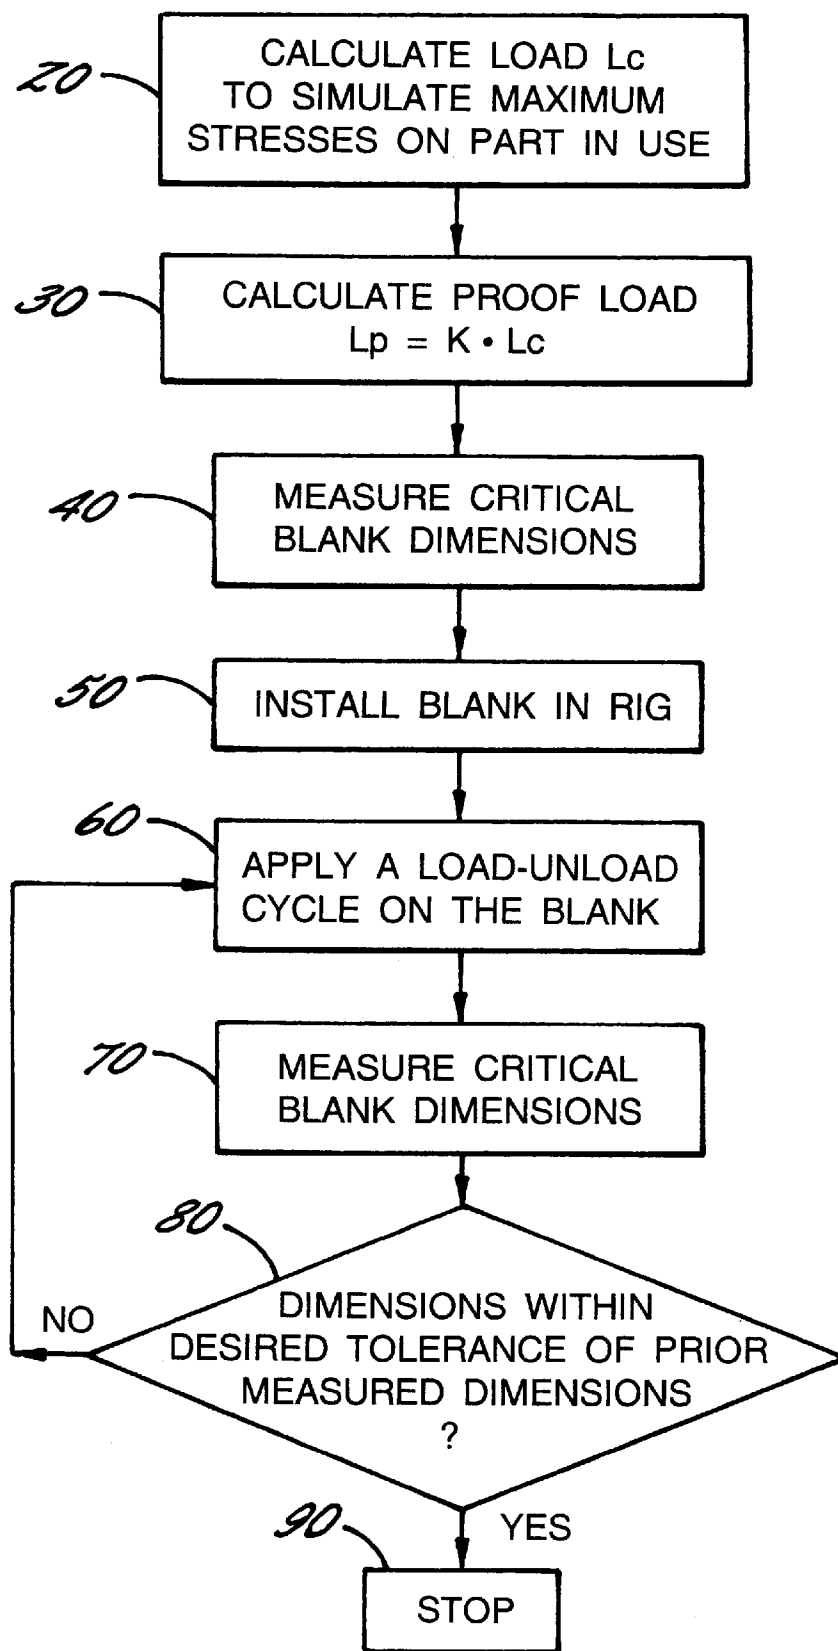 20
CALCULATE LOAD Lc
TO SIMULATE MAXIMUM
STRESSES ON PART IN USE
30
CALCULATE PROOF LOAD
Lp = K • Lc
40
MEASURE CRITICAL
BLANK DIMENSIONS
50
INSTALL BLANK IN RIG
60
APPLY A LOAD-UNLOAD
CYCLE ON THE BLANK
70
MEASURE CRITICAL
BLANK DIMENSIONS
80
NO
DIMENSIONS WITHIN
DESIRED TOLERANCE OF PRIOR
MEASURED DIMENSIONS
?
90
YES
STOP